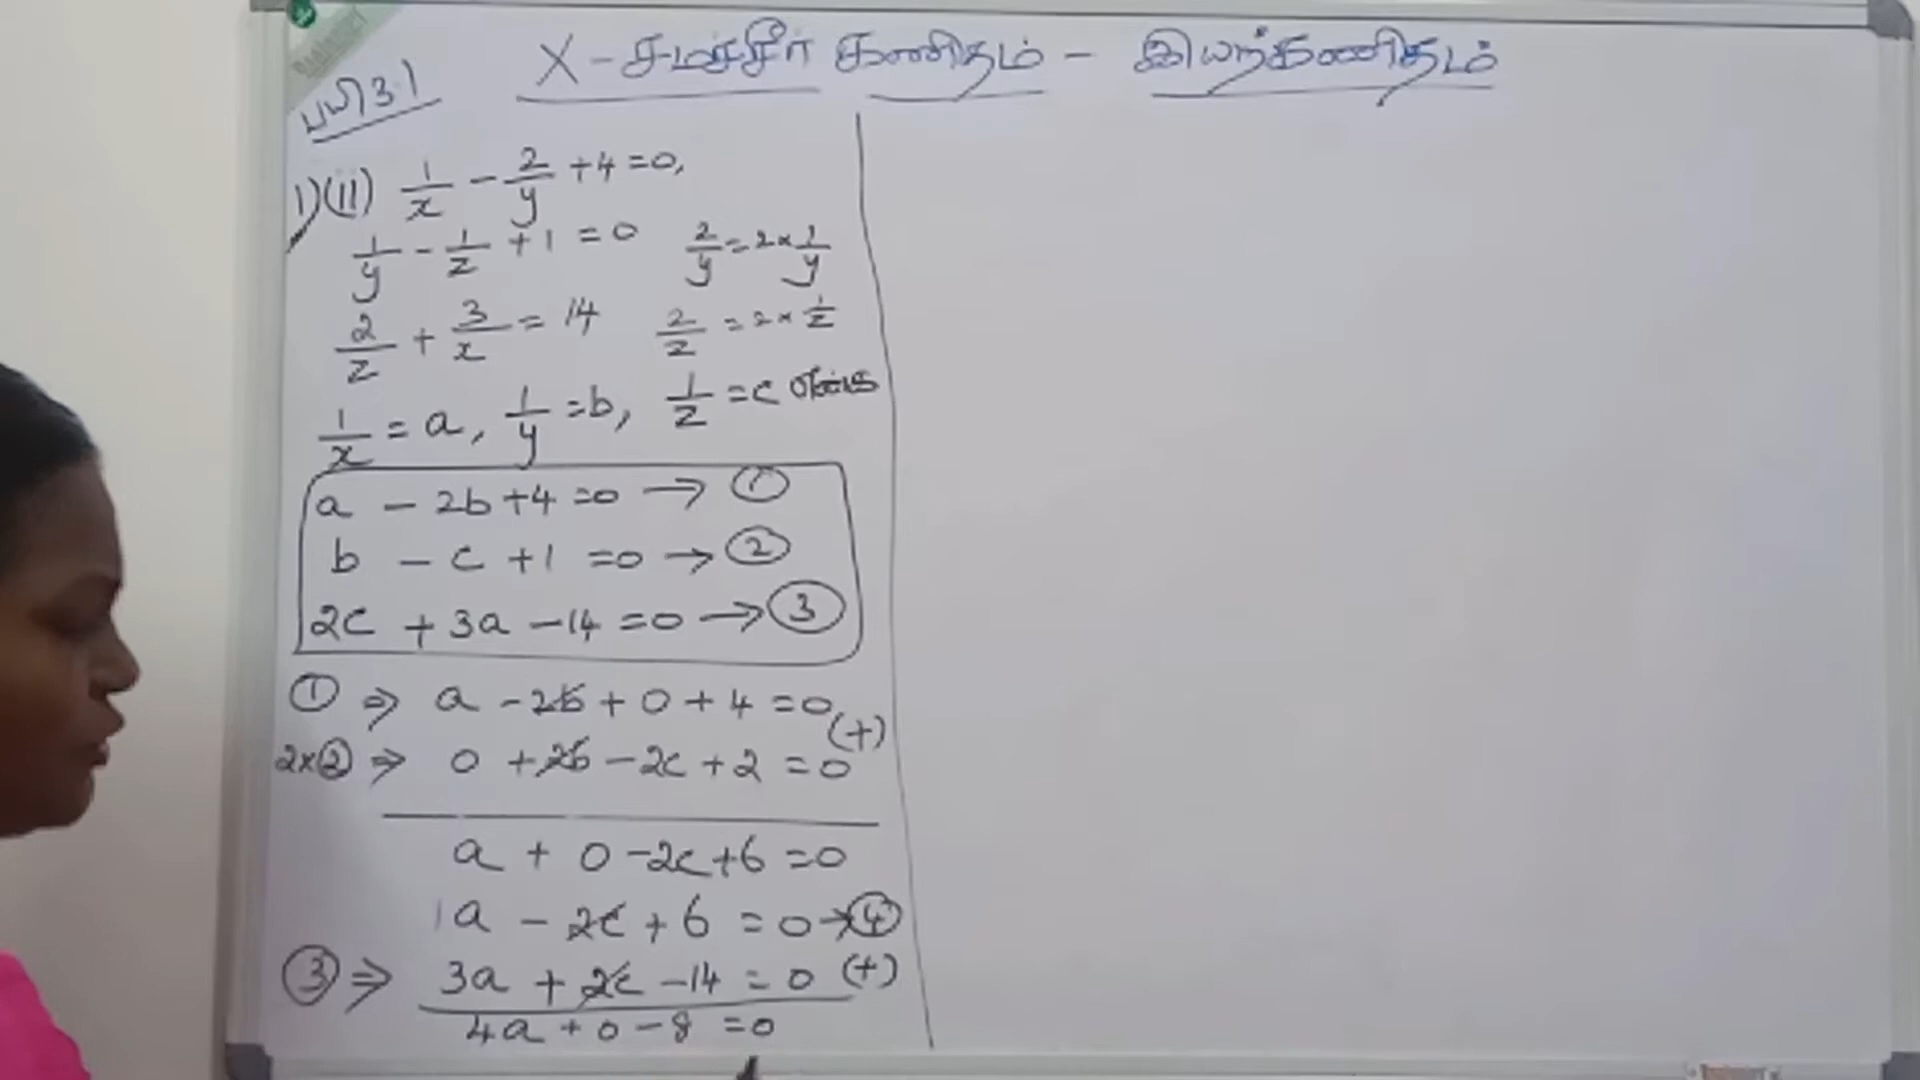 X - சமச்சீர் கணிதம் - இயற்கணிதம்
பயி 3.1
1)(ii) 1/x - 2/y + 4 = 0,
1/y - 1/z + 1 = 0
2/y = 2 × 1/y
2/z + 3/x = 14
2/z = 2 × 1/z
1/x = a, 1/y = b, 1/z = c என்க
a - 2b + 4 = 0 → ①
b - c + 1 = 0 → ②
2c + 3a - 14 = 0 → ③
① ⇒ a - 2b + 0 + 4 = 0
(+)
2×② ⇒ 0 + 2b - 2c + 2 = 0
a + 0 - 2c + 6 = 0
1a - 2c + 6 = 0 → ④
③ ⇒ 3a + 2c - 14 = 0 (+)
4a + 0 - 8 = 0